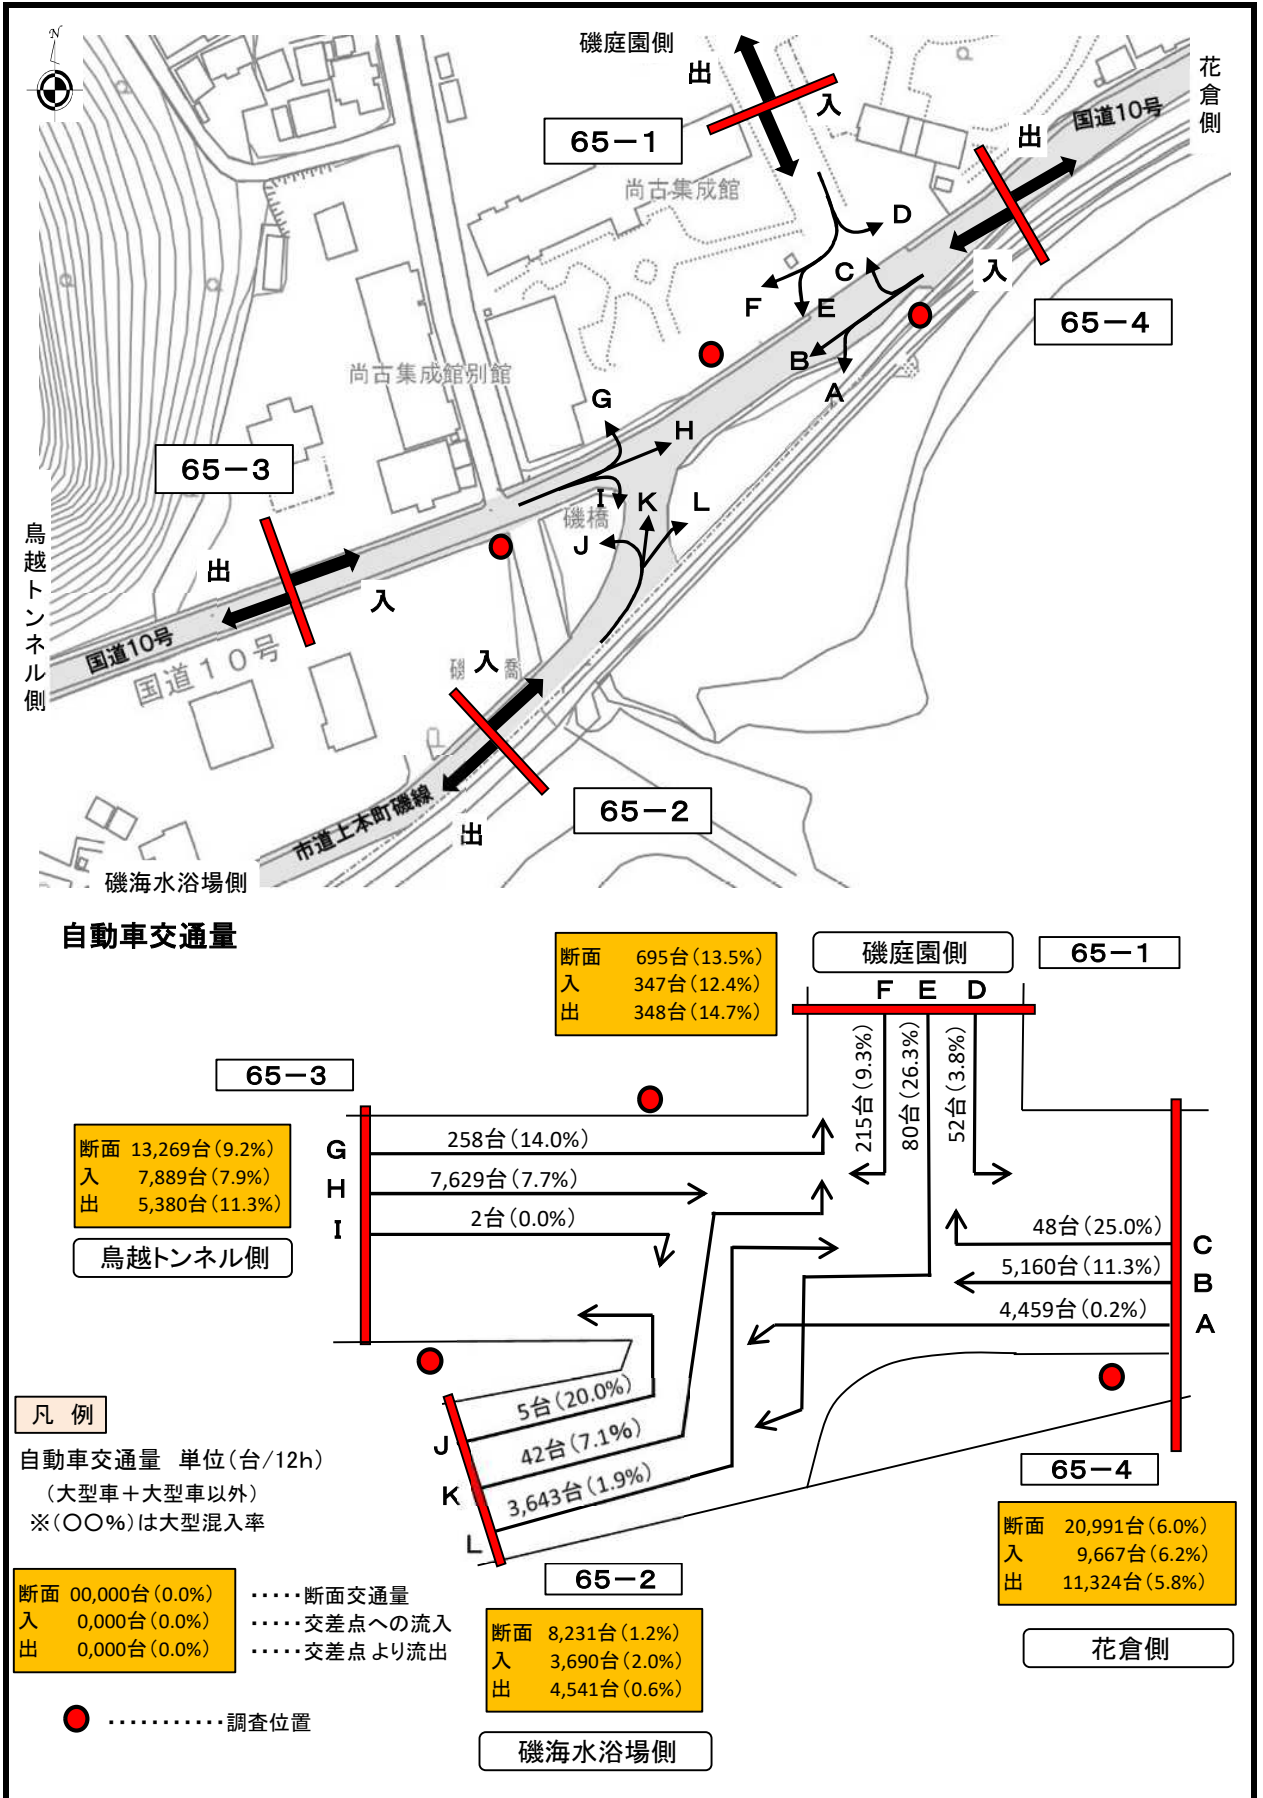 N
磯庭園側
出
入
65－1
花倉側
国道10号
出
入
65－4
尚古集成館
D
C
F
E
B
A
尚古集成館別館
G
H
I
K
L
J
磯橋
65－3
鳥越トンネル側
出
入
国道10号
国道10号
磯
入
出
65－2
市道上本町磯線
磯海水浴場側
自動車交通量
断面 695台(13.5%)
入 347台(12.4%)
出 348台(14.7%)
磯庭園側
65－1
F E D
215台(9.3%)
80台(26.3%)
52台(3.8%)
65－3
断面 13,269台(9.2%)
入 7,889台(7.9%)
出 5,380台(11.3%)
鳥越トンネル側
G 258台(14.0%)
H 7,629台(7.7%)
I 2台(0.0%)
48台(25.0%) C
5,160台(11.3%) B
4,459台(0.2%) A
J 5台(20.0%)
K 42台(7.1%)
L 3,643台(1.9%)
凡 例
自動車交通量 単位(台/12h)
(大型車＋大型車以外)
※(〇〇%)は大型混入率
断面 00,000台(0.0%) ・・・・・断面交通量
入 0,000台(0.0%) ・・・・・交差点への流入
出 0,000台(0.0%) ・・・・・交差点より流出
・・・・・・・・・・・調査位置
65－2
断面 8,231台(1.2%)
入 3,690台(2.0%)
出 4,541台(0.6%)
磯海水浴場側
65－4
断面 20,991台(6.0%)
入 9,667台(6.2%)
出 11,324台(5.8%)
花倉側